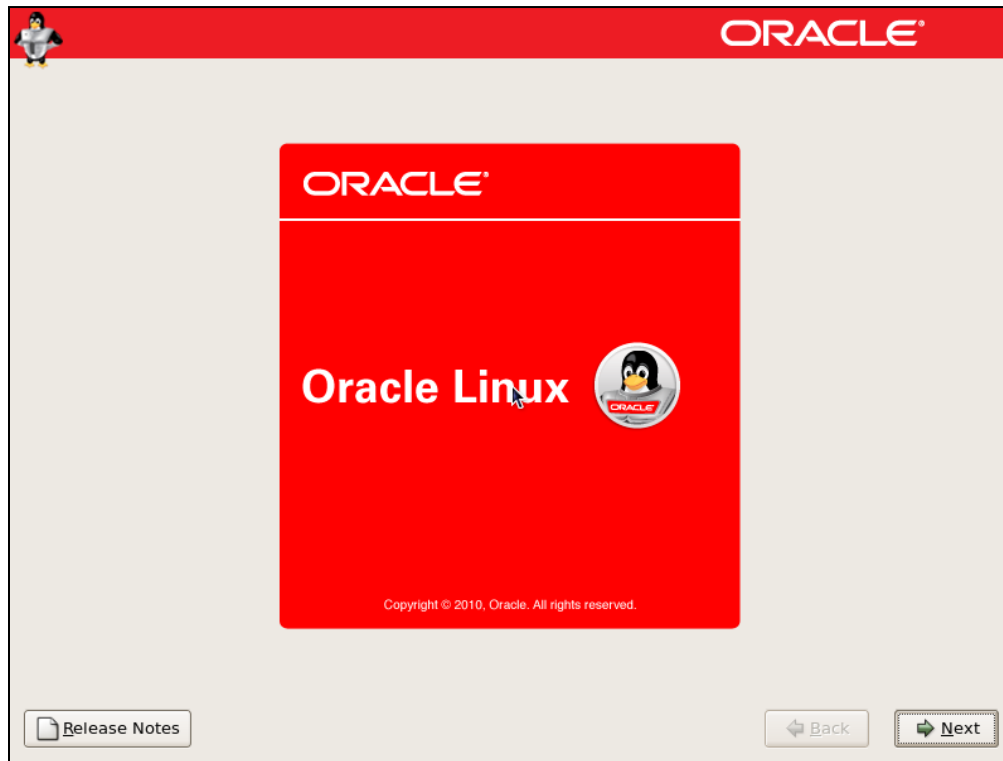 ORACLE®
ORACLE®
Oracle Linux
ORACLE
Copyright © 2010, Oracle. All rights reserved.
Release Notes
Back
Next